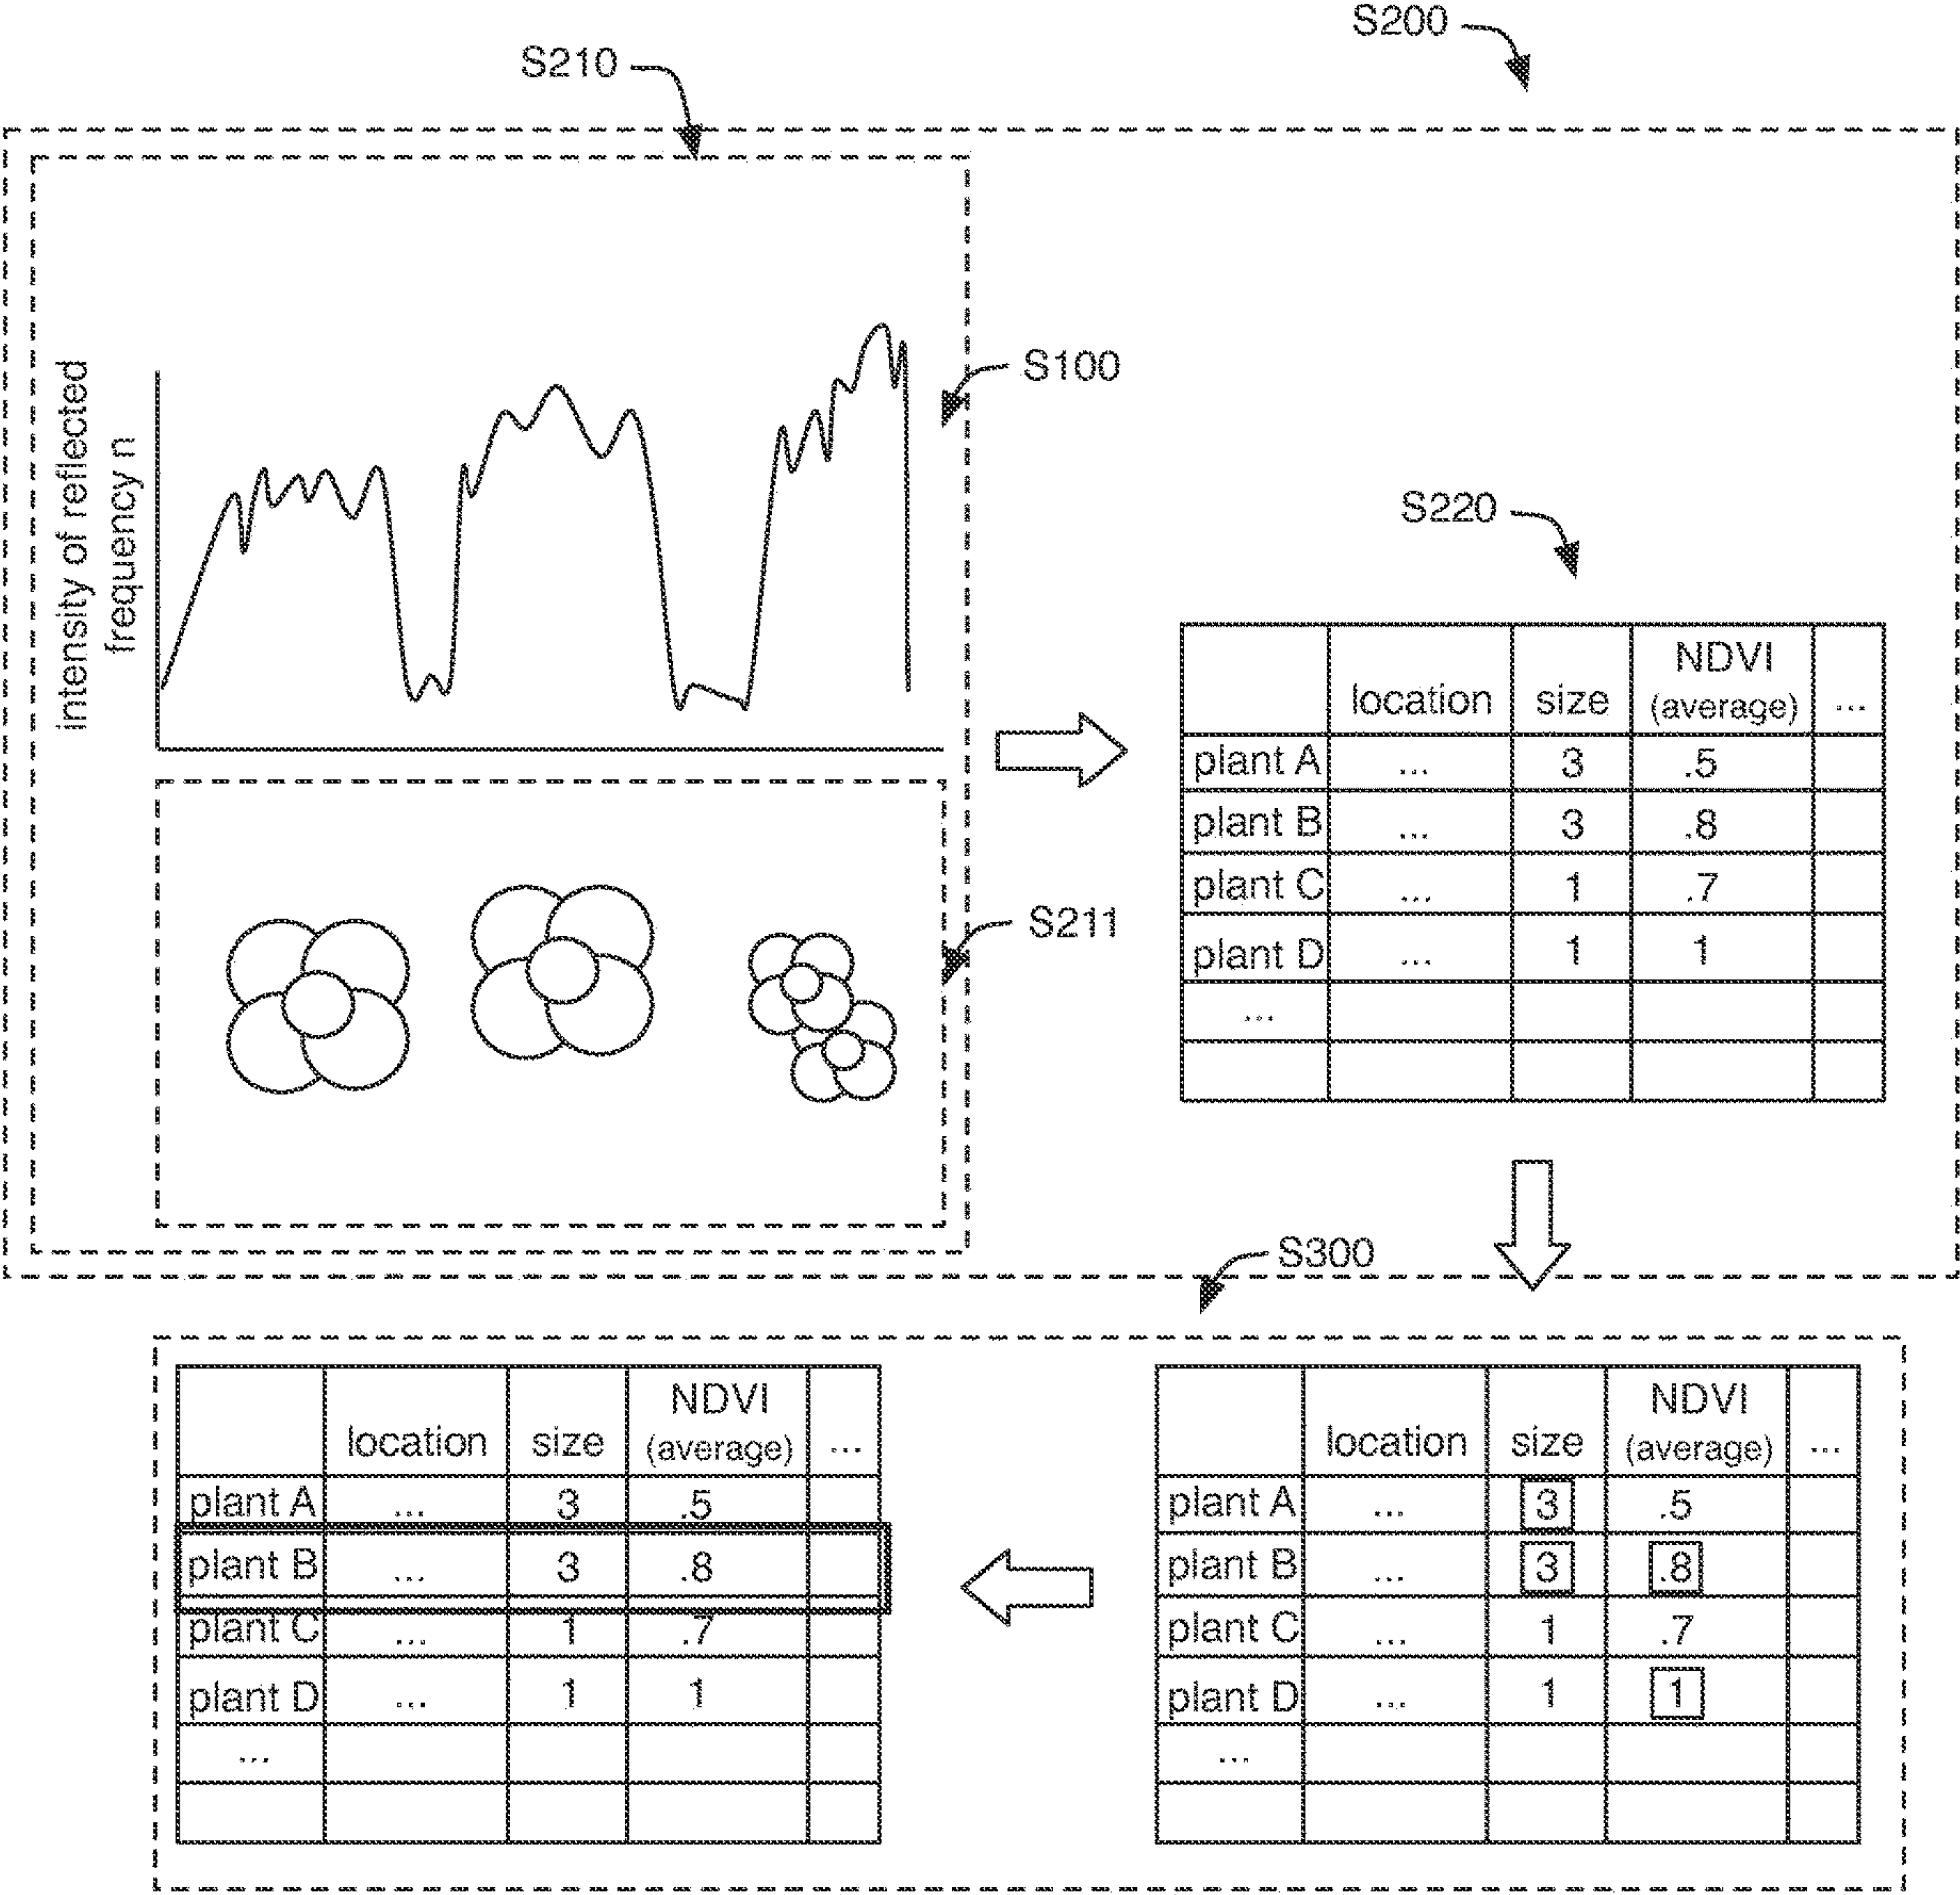 S200
S210
S100
intensity of reflected
frequency n
S220
NDVI
location size (average) ...
plant A ... 3 .5
plant B ... 3 .8
plant C ... 1 .7
plant D ... 1 1
...
S211
S300
NDVI
location size (average) ...
plant A ... 3 .5
plant B ... 3 .8
plant C ... 1 .7
plant D ... 1 1
...
NDVI
location size (average) ...
plant A ... 3 .5
plant B ... 3 .8
plant C ... 1 .7
plant D ... 1 1
...